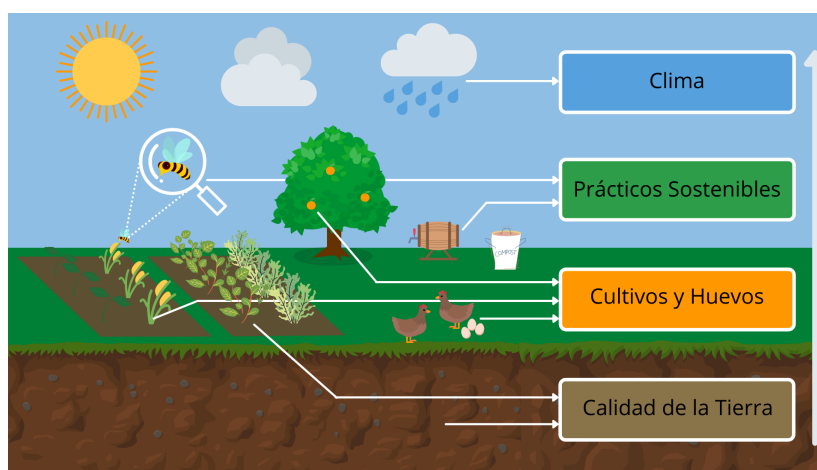 Clima
Prácticos Sostenibles
COMPOST
Cultivos y Huevos
Calidad de la Tierra